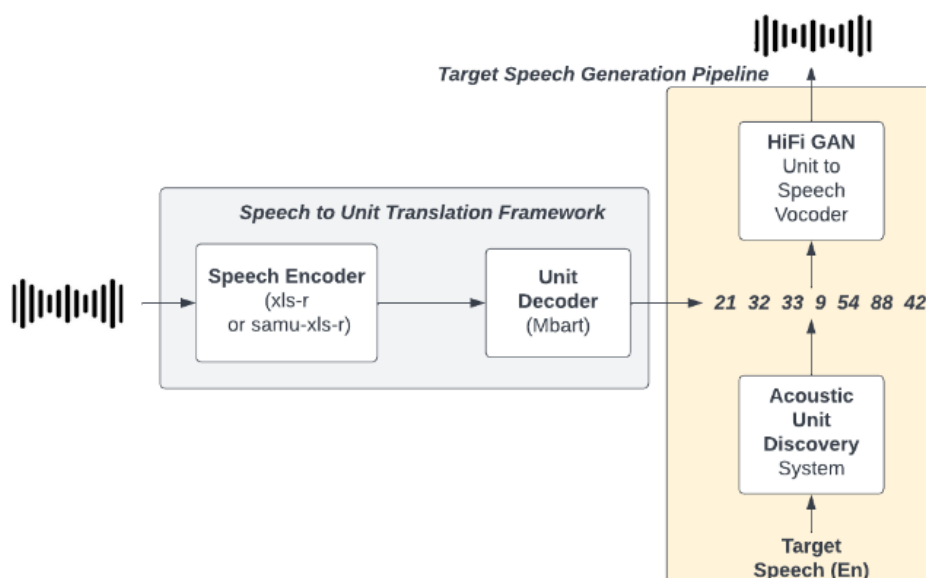 Target Speech Generation Pipeline
HiFi GAN
Unit to
Speech
Vocoder
Speech to Unit Translation Framework
Speech Encoder
(xls-r
or samu-xls-r)
Unit
Decoder
(Mbart)
21 32 33 9 54 88 42
Acoustic
Unit
Discovery
System
Target
Speech (En)